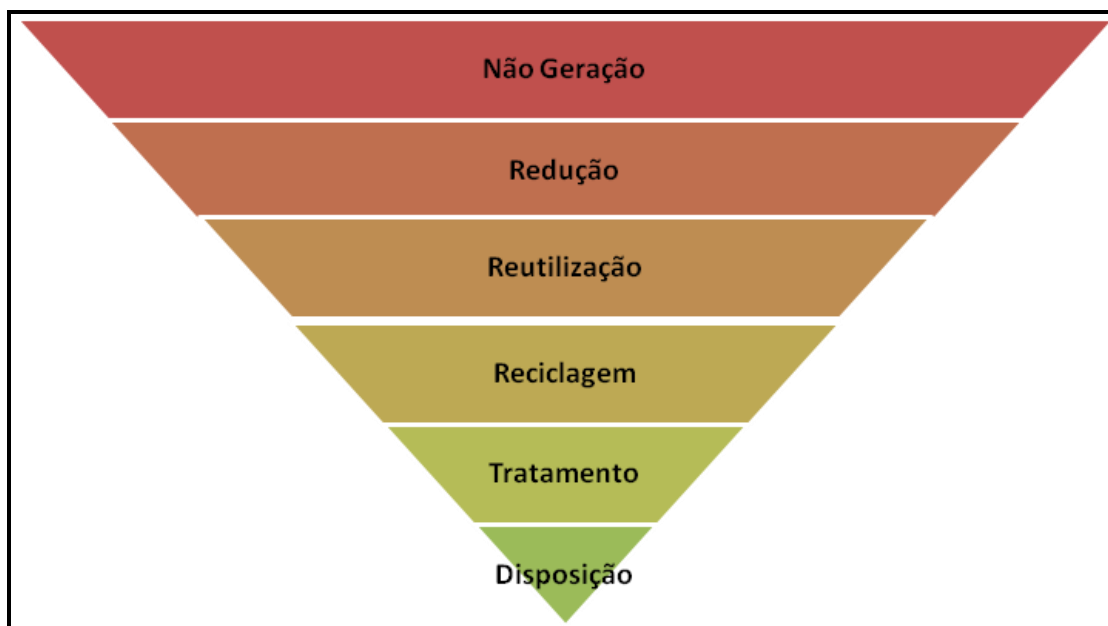 Não Geração
Redução
Reutilização
Reciclagem
Tratamento
Disposição